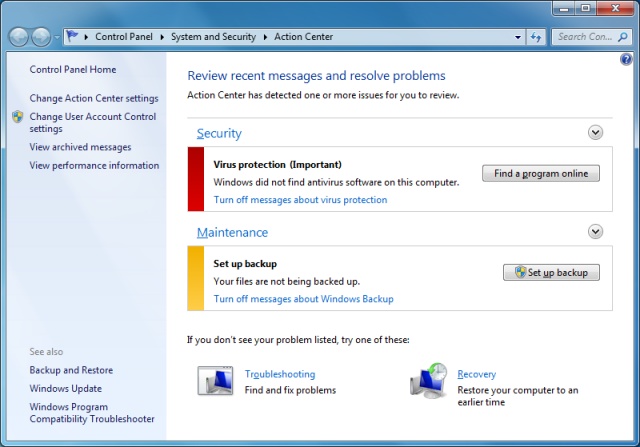 Control Panel ▸ System and Security ▸ Action Center
Search Con...
Control Panel Home
Change Action Center settings
Change User Account Control
settings
View archived messages
View performance information
See also
Backup and Restore
Windows Update
Windows Program
Compatibility Troubleshooter
Review recent messages and resolve problems
Action Center has detected one or more issues for you to review.
Security
Virus protection (Important)
Windows did not find antivirus software on this computer.
Find a program online
Turn off messages about virus protection
Maintenance
Set up backup
Your files are not being backed up.
Set up backup
Turn off messages about Windows Backup
If you don't see your problem listed, try one of these:
Troubleshooting
Find and fix problems
Recovery
Restore your computer to an
earlier time